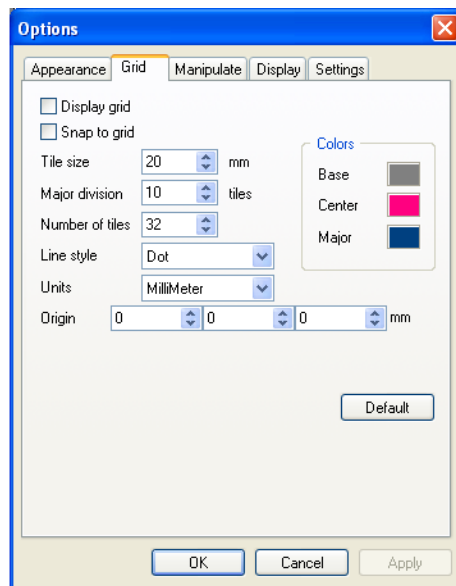 Options
Appearance Grid Manipulate Display Settings
Display grid
Snap to grid
Tile size 20 mm
Major division 10 tiles
Number of tiles 32
Line style Dot
Units MilliMeter
Origin 0 0 0 mm
Colors
Base
Center
Major
Default
OK Cancel Apply